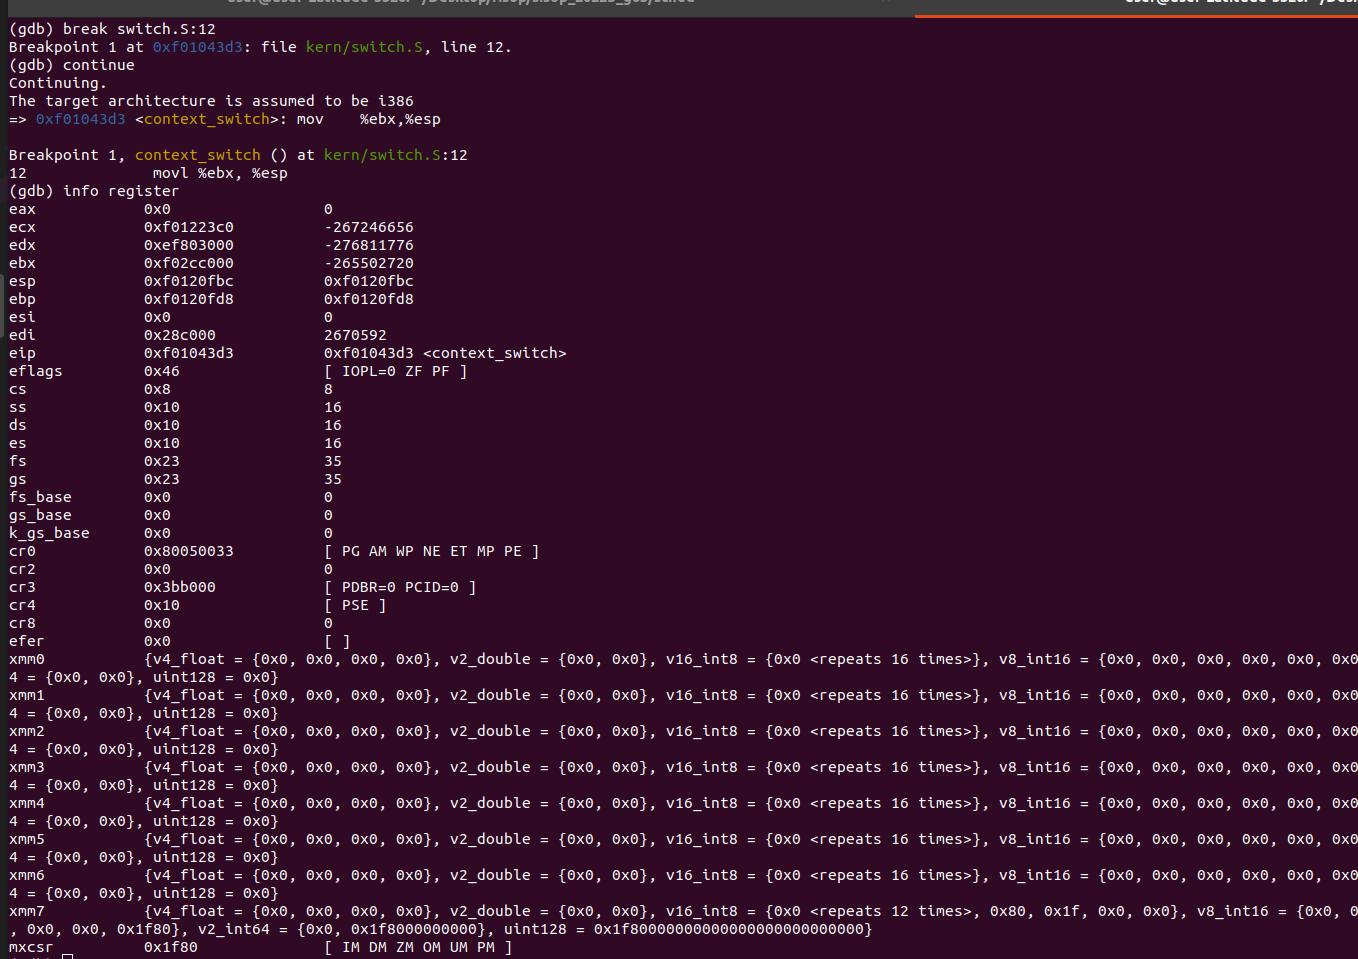 (gdb) break switch.S:12
Breakpoint 1 at 0xf01043d3: file kern/switch.S, line 12.
(gdb) continue
Continuing.
The target architecture is assumed to be i386
=> 0xf01043d3 <context_switch>: mov    %ebx,%esp
Breakpoint 1, context_switch () at kern/switch.S:12
12              movl %ebx, %esp
(gdb) info register
eax            0x0                 0
ecx            0xf01223c0          -267246656
edx            0xef803000          -276811776
ebx            0xf02cc000          -265502720
esp            0xf0120fbc          0xf0120fbc
ebp            0xf0120fd8          0xf0120fd8
esi            0x0                 0
edi            0x28c000            2670592
eip            0xf01043d3          0xf01043d3 <context_switch>
eflags         0x46                [ IOPL=0 ZF PF ]
cs             0x8                 8
ss             0x10                16
ds             0x10                16
es             0x10                16
fs             0x23                35
gs             0x23                35
fs_base        0x0                 0
gs_base        0x0                 0
k_gs_base      0x0                 0
cr0            0x80050033          [ PG AM WP NE ET MP PE ]
cr2            0x0                 0
cr3            0x3bb000            [ PDBR=0 PCID=0 ]
cr4            0x10                [ PSE ]
cr8            0x0                 0
efer           0x0                 [ ]
xmm0           {v4_float = {0x0, 0x0, 0x0, 0x0}, v2_double = {0x0, 0x0}, v16_int8 = {0x0 <repeats 16 times>}, v8_int16 = {0x0, 0x0, 0x0, 0x0, 0x0, 0x0
4 = {0x0, 0x0}, uint128 = 0x0}
xmm1           {v4_float = {0x0, 0x0, 0x0, 0x0}, v2_double = {0x0, 0x0}, v16_int8 = {0x0 <repeats 16 times>}, v8_int16 = {0x0, 0x0, 0x0, 0x0, 0x0, 0x0
4 = {0x0, 0x0}, uint128 = 0x0}
xmm2           {v4_float = {0x0, 0x0, 0x0, 0x0}, v2_double = {0x0, 0x0}, v16_int8 = {0x0 <repeats 16 times>}, v8_int16 = {0x0, 0x0, 0x0, 0x0, 0x0, 0x0
4 = {0x0, 0x0}, uint128 = 0x0}
xmm3           {v4_float = {0x0, 0x0, 0x0, 0x0}, v2_double = {0x0, 0x0}, v16_int8 = {0x0 <repeats 16 times>}, v8_int16 = {0x0, 0x0, 0x0, 0x0, 0x0, 0x0
4 = {0x0, 0x0}, uint128 = 0x0}
xmm4           {v4_float = {0x0, 0x0, 0x0, 0x0}, v2_double = {0x0, 0x0}, v16_int8 = {0x0 <repeats 16 times>}, v8_int16 = {0x0, 0x0, 0x0, 0x0, 0x0, 0x0
4 = {0x0, 0x0}, uint128 = 0x0}
xmm5           {v4_float = {0x0, 0x0, 0x0, 0x0}, v2_double = {0x0, 0x0}, v16_int8 = {0x0 <repeats 16 times>}, v8_int16 = {0x0, 0x0, 0x0, 0x0, 0x0, 0x0
4 = {0x0, 0x0}, uint128 = 0x0}
xmm6           {v4_float = {0x0, 0x0, 0x0, 0x0}, v2_double = {0x0, 0x0}, v16_int8 = {0x0 <repeats 16 times>}, v8_int16 = {0x0, 0x0, 0x0, 0x0, 0x0, 0x0
4 = {0x0, 0x0}, uint128 = 0x0}
xmm7           {v4_float = {0x0, 0x0, 0x0, 0x0}, v2_double = {0x0, 0x0}, v16_int8 = {0x0 <repeats 12 times>, 0x80, 0x1f, 0x0, 0x0}, v8_int16 = {0x0, 0
, 0x0, 0x0, 0x1f80}, v2_int64 = {0x0, 0x1f8000000000}, uint128 = 0x1f80000000000000000000000000}
mxcsr          0x1f80              [ IM DM ZM OM UM PM ]